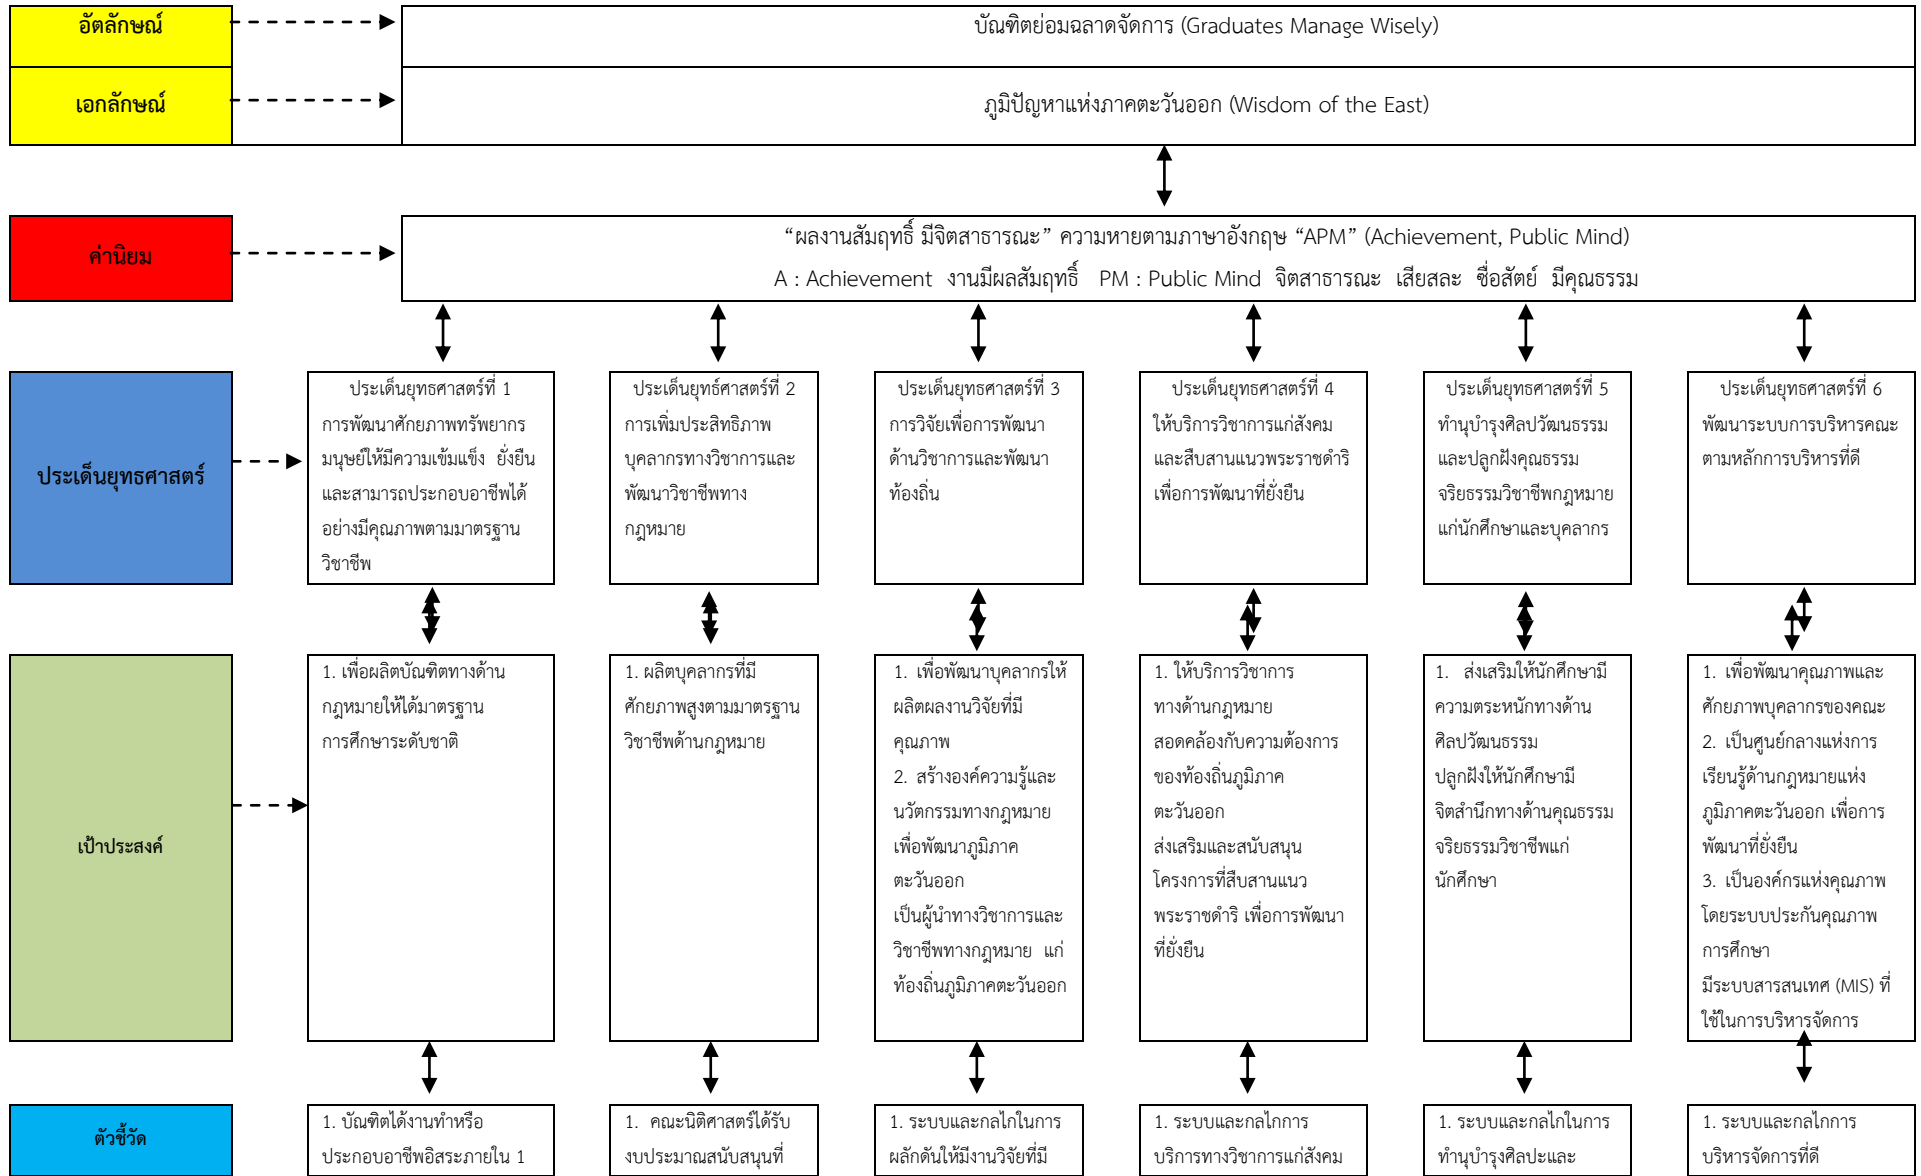 อัตลักษณ์
บัณฑิตย่อมฉลาดจัดการ (Graduates Manage Wisely)
เอกลักษณ์
ภูมิปัญหาแห่งภาคตะวันออก (Wisdom of the East)
ค่านิยม
“ผลงานสัมฤทธิ์ มีจิตสาธารณะ” ความหายตามภาษาอังกฤษ “APM” (Achievement, Public Mind)
A : Achievement งานมีผลสัมฤทธิ์ PM : Public Mind จิตสาธารณะ เสียสละ ซื่อสัตย์ มีคุณธรรม
ประเด็นยุทธศาสตร์
ประเด็นยุทธศาสตร์ที่ 1
การพัฒนาศักยภาพทรัพยากร
มนุษย์ให้มีความเข้มแข็ง ยั่งยืน
และสามารถประกอบอาชีพได้
อย่างมีคุณภาพตามมาตรฐาน
วิชาชีพ
ประเด็นยุทธ์ศาสตร์ที่ 2
การเพิ่มประสิทธิภาพ
บุคลากรทางวิชาการและ
พัฒนาวิชาชีพทาง
กฎหมาย
ประเด็นยุทธศาสตร์ที่ 3
การวิจัยเพื่อการพัฒนา
ด้านวิชาการและพัฒนา
ท้องถิ่น
ประเด็นยุทธศาสตร์ที่ 4
ให้บริการวิชาการแก่สังคม
และสืบสานแนวพระราชดำริ
เพื่อการพัฒนาที่ยั่งยืน
ประเด็นยุทธศาสตร์ที่ 5
ทำนุบำรุงศิลปวัฒนธรรม
และปลูกฝังคุณธรรม
จริยธรรมวิชาชีพกฎหมาย
แก่นักศึกษาและบุคลากร
ประเด็นยุทธศาสตร์ที่ 6
พัฒนาระบบการบริหารคณะ
ตามหลักการบริหารที่ดี
เป้าประสงค์
1. เพื่อผลิตบัณฑิตทางด้าน
กฎหมายให้ได้มาตรฐาน
การศึกษาระดับชาติ
1. ผลิตบุคลากรที่มี
ศักยภาพสูงตามมาตรฐาน
วิชาชีพด้านกฎหมาย
1. เพื่อพัฒนาบุคลากรให้
ผลิตผลงานวิจัยที่มี
คุณภาพ
2. สร้างองค์ความรู้และ
นวัตกรรมทางกฎหมาย
เพื่อพัฒนาภูมิภาค
ตะวันออก
เป็นผู้นำทางวิชาการและ
วิชาชีพทางกฎหมาย แก่
ท้องถิ่นภูมิภาคตะวันออก
1. ให้บริการวิชาการ
ทางด้านกฎหมาย
สอดคล้องกับความต้องการ
ของท้องถิ่นภูมิภาค
ตะวันออก
ส่งเสริมและสนับสนุน
โครงการที่สืบสานแนว
พระราชดำริ เพื่อการพัฒนา
ที่ยั่งยืน
1. ส่งเสริมให้นักศึกษามี
ความตระหนักทางด้าน
ศิลปวัฒนธรรม
ปลูกฝังให้นักศึกษามี
จิตสำนึกทางด้านคุณธรรม
จริยธรรมวิชาชีพแก่
นักศึกษา
1. เพื่อพัฒนาคุณภาพและ
ศักยภาพบุคลากรของคณะ
2. เป็นศูนย์กลางแห่งการ
เรียนรู้ด้านกฎหมายแห่ง
ภูมิภาคตะวันออก เพื่อการ
พัฒนาที่ยั่งยืน
3. เป็นองค์กรแห่งคุณภาพ
โดยระบบประกันคุณภาพ
การศึกษา
มีระบบสารสนเทศ (MIS) ที่
ใช้ในการบริหารจัดการ
ตัวชี้วัด
1. บัณฑิตได้งานทำหรือ
ประกอบอาชีพอิสระภายใน 1
1. คณะนิติศาสตร์ได้รับ
งบประมาณสนับสนุนที่
1. ระบบและกลไกในการ
ผลักดันให้มีงานวิจัยที่มี
1. ระบบและกลไกการ
บริการทางวิชาการแก่สังคม
1. ระบบและกลไกในการ
ทำนุบำรุงศิลปะและ
1. ระบบและกลไกการ
บริหารจัดการที่ดี